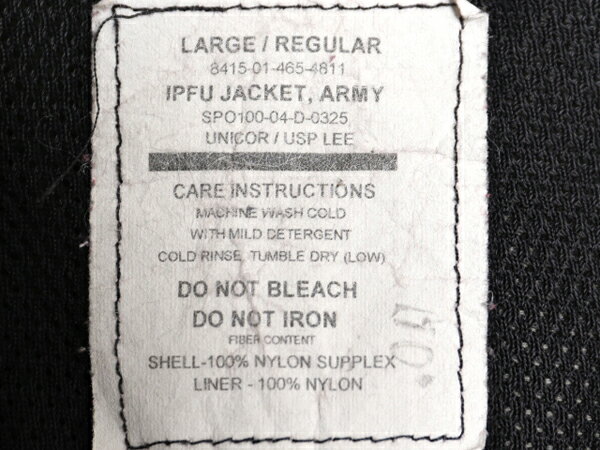 LARGE / REGULAR
8415-01-465-4811
IPFU JACKET, ARMY
SPO100-04-D-0325
UNICOR / USP LEE
CARE INSTRUCTIONS
MACHINE WASH COLD
WITH MILD DETERGENT
COLD RINSE, TUMBLE DRY (LOW)
DO NOT BLEACH
DO NOT IRON
FIBER CONTENT
SHELL-100% NYLON SUPPLEX
LINER - 100% NYLON